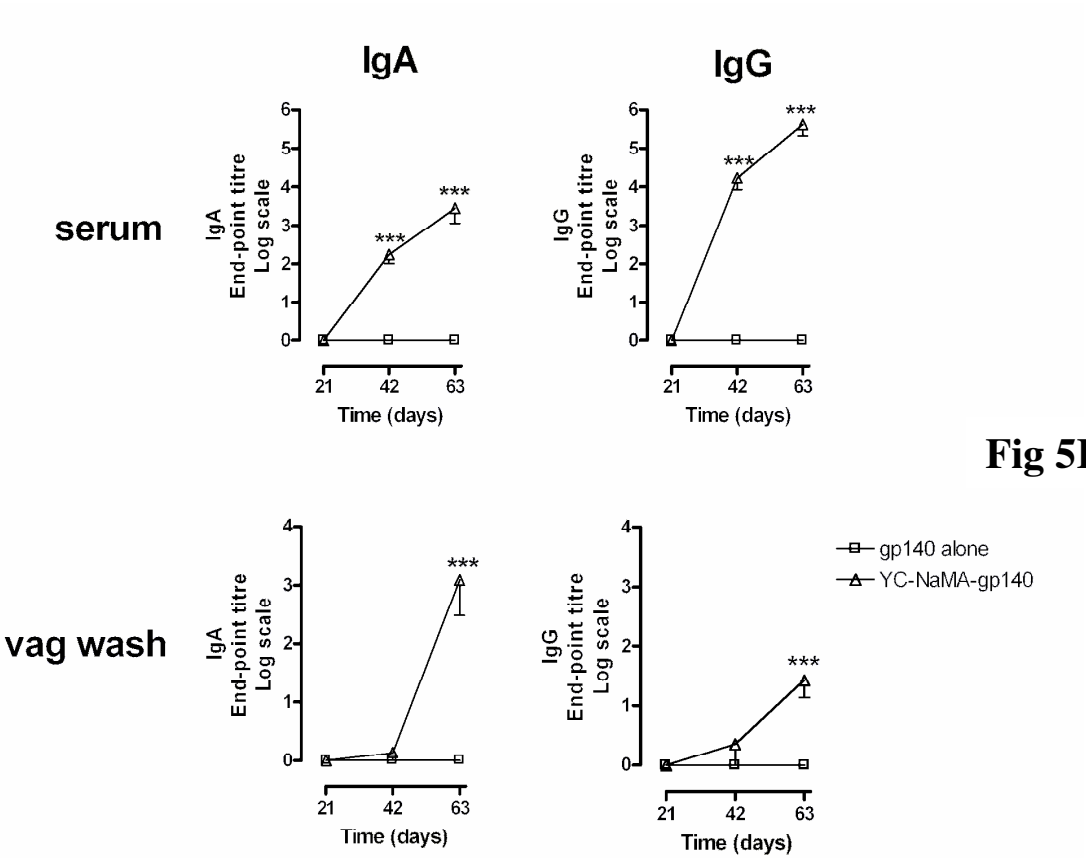 IgA
IgG
serum
IgA
End-point titre
Log scale
6
5
4
3
2
1
0
***
***
21
42
63
Time (days)
IgG
End-point titre
Log scale
6
5
4
3
2
1
0
***
***
21
42
63
Time (days)
Fig 5
vag wash
IgA
End-point titre
Log scale
4
3
2
1
0
***
21
42
63
Time (days)
IgG
End-point titre
Log scale
4
3
2
1
0
***
21
42
63
Time (days)
gp140 alone
YC-NaMA-gp140